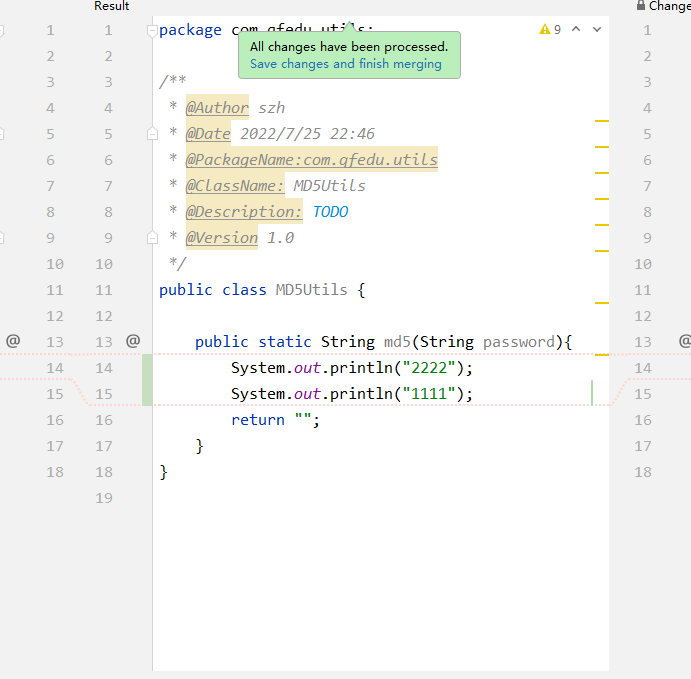 Result
Change
1 1 package com.qfedu.utils; 9 1
All changes have been processed.
Save changes and finish merging
2 2 2
3 3 /** 3
4 4 * @Author szh 4
5 5 * @Date 2022/7/25 22:46 5
6 6 * @PackageName:com.qfedu.utils 6
7 7 * @ClassName: MD5Utils 7
8 8 * @Description: TODO 8
9 9 * @Version 1.0 9
10 10 */ 10
11 11 public class MD5Utils { 11
12 12 12
@ 13 13 @ public static String md5(String password){ 13 @
14 14 System.out.println("2222"); 14
15 15 System.out.println("1111"); 15
16 16 return ""; 16
17 17 } 17
18 18 } 18
19